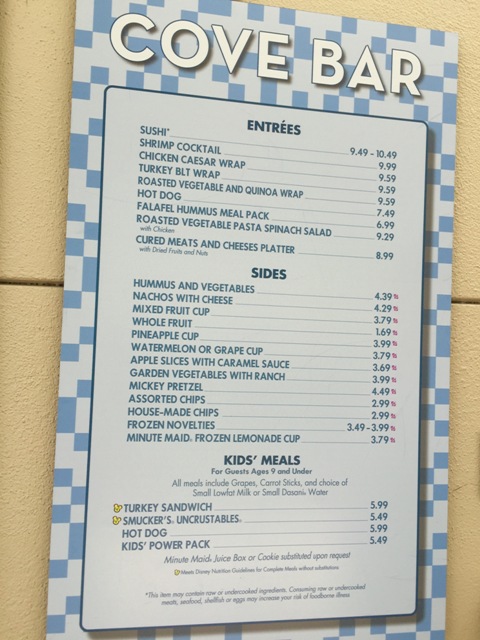 COVE BAR
ENTRÉES
SUSHI* 9.49 - 10.49
SHRIMP COCKTAIL 9.99
CHICKEN CAESAR WRAP 9.59
TURKEY BLT WRAP 9.59
ROASTED VEGETABLE AND QUINOA WRAP 9.59
HOT DOG 7.49
FALAFEL HUMMUS MEAL PACK 6.99
ROASTED VEGETABLE PASTA SPINACH SALAD 9.29
with Chicken
CURED MEATS AND CHEESES PLATTER 8.99
with Dried Fruits and Nuts
SIDES
HUMMUS AND VEGETABLES 4.39
NACHOS WITH CHEESE 4.29
MIXED FRUIT CUP 3.79
WHOLE FRUIT 1.69
PINEAPPLE CUP 3.99
WATERMELON OR GRAPE CUP 3.79
APPLE SLICES WITH CARAMEL SAUCE 3.69
GARDEN VEGETABLES WITH RANCH 3.99
MICKEY PRETZEL 4.49
ASSORTED CHIPS 2.99
HOUSE-MADE CHIPS 2.99
FROZEN NOVELTIES 3.49 - 3.99
MINUTE MAID® FROZEN LEMONADE CUP 3.79
KIDS' MEALS
For Guests Ages 9 and Under
All meals include Grapes, Carrot Sticks, and choice of
Small Lowfat Milk or Small Dasani® Water
TURKEY SANDWICH 5.99
SMUCKER'S® UNCRUSTABLES® 5.49
HOT DOG 5.99
KIDS' POWER PACK 5.49
Minute Maid® Juice Box or Cookie substituted upon request
Meets Disney Nutrition Guidelines for Complete Meals without substitutions
*This item may contain raw or undercooked ingredients. Consuming raw or undercooked
meats, seafood, shellfish or eggs may increase your risk of foodborne illness